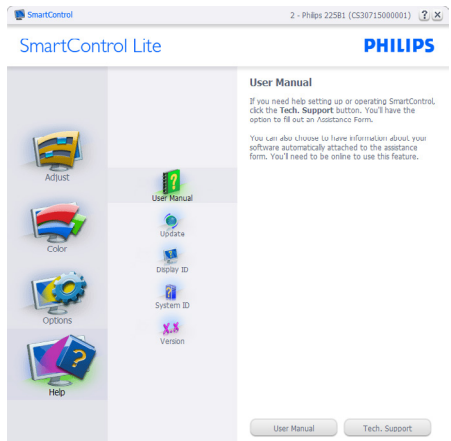 SmartControl
2 - Philips 225B1 (CS30715000001)
? X
SmartControl Lite
PHILIPS
Adjust
Color
Options
Help
User Manual
Update
Display ID
System ID
X.X
Version
User Manual
If you need help setting up or operating SmartControl,
click the Tech. Support button. You'll have the
option to fill out an Assistance Form.
You can also choose to have information about your
software automatically attached to the assistance
form. You'll need to be online to use this feature.
User Manual
Tech. Support